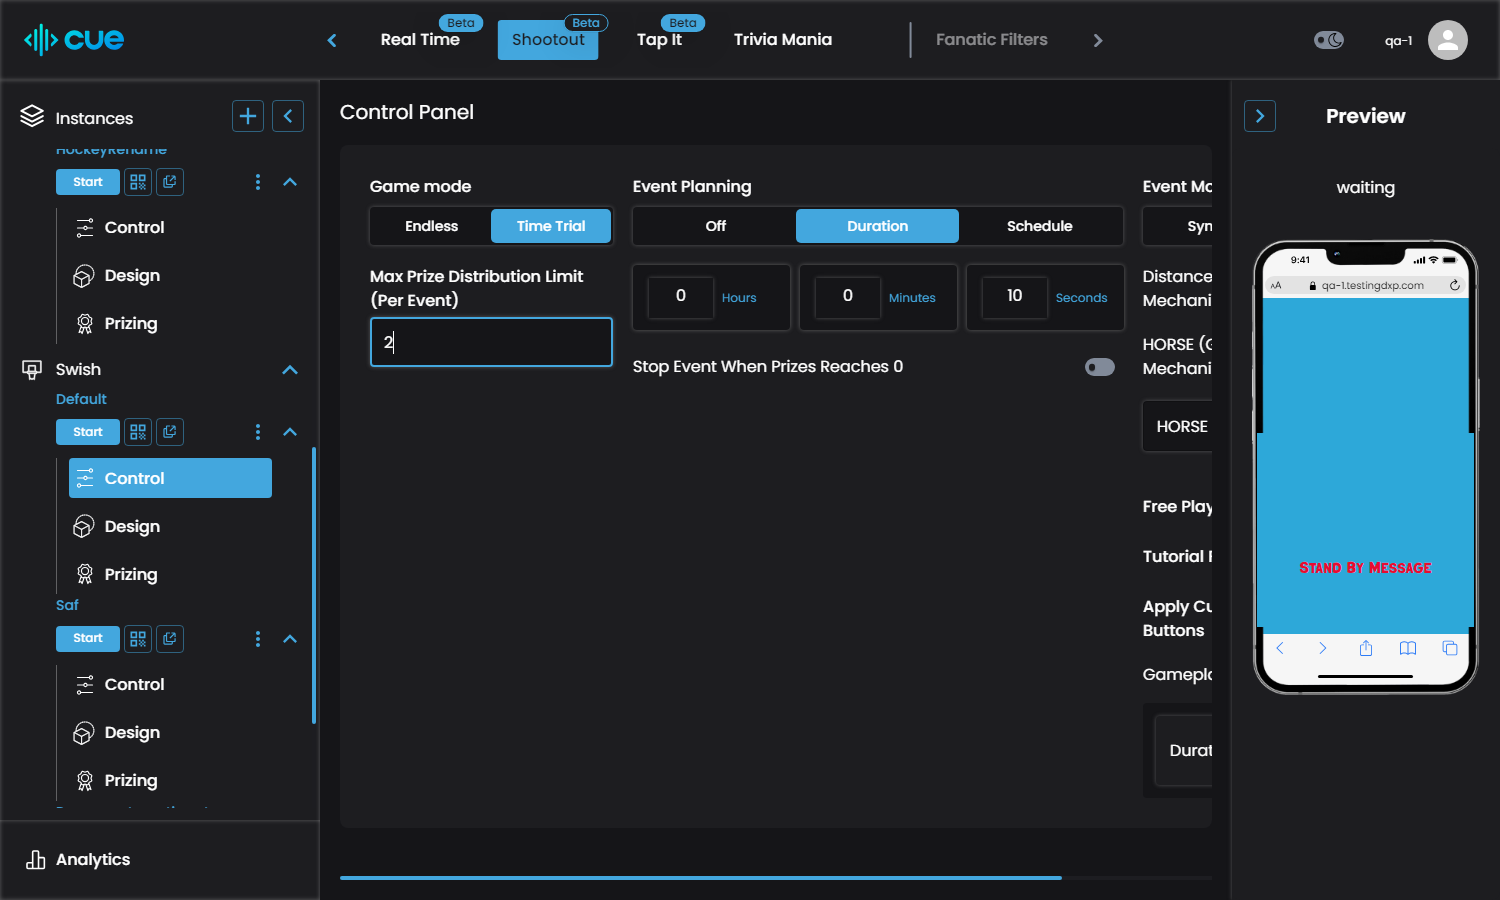 cue
Real Time
Beta
Shootout
Beta
Tap It
Beta
Trivia Mania
Fanatic Filters
qa-1
Instances
HockeyRename
Start
Control
Design
Prizing
Swish
Default
Start
Control
Design
Prizing
Saf
Start
Control
Design
Prizing
Analytics
Control Panel
Game mode
Endless
Time Trial
Max Prize Distribution Limit
(Per Event)
2
Event Planning
Off
Duration
Schedule
0
Hours
0
Minutes
10
Seconds
Stop Event When Prizes Reaches 0
Event Mo
Syn
Distance
Mechani
HORSE (G
Mechani
HORSE
Free Play
Tutorial
Apply Cu
Buttons
Gamepla
Durat
Preview
waiting
9:41
AA
qa-1.testingdxp.com
Stand By Message